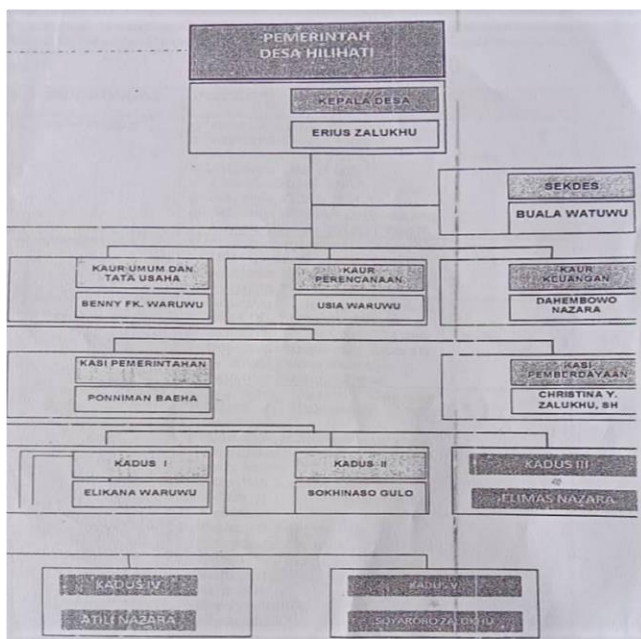 PEMERINTAH
DESA HILIHATI
KEPALA DESA
ERIUS ZALUKHU
SEKDES
BUALA WATUWU
KAUR UMUM DAN
TATA USAHA
BENNY FK. WARUWU
KAUR
PERENCANAAN
USIA WARUWU
KAUR
KEUANGAN
DAHEMBOWO
NAZARA
KASI PEMERINTAHAN
PONNIMAN BAEHA
KASI
PEMBERDAYAAN
CHRISTINA Y.
ZALUKHU, SH
KADUS I
ELIKANA WARUWU
KADUS II
SOKHINASO GULO
KADUS III
ELIMAS NAZARA
KADUS IV
ATILI NAZARA
KADUS V
SOYARORO ZALUKHU